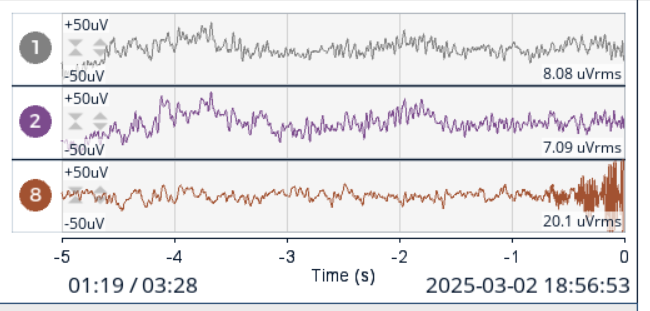 +50uV
1
-50uV
8.08 uVrms
+50uV
2
-50uV
7.09 uVrms
+50uV
8
-50uV
20.1 uVrms
-5 -4 -3 -2 -1 0
Time (s)
01:19 / 03:28 2025-03-02 18:56:53